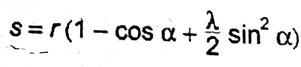 s = r (1 − cos α + λ/2 sin² α)